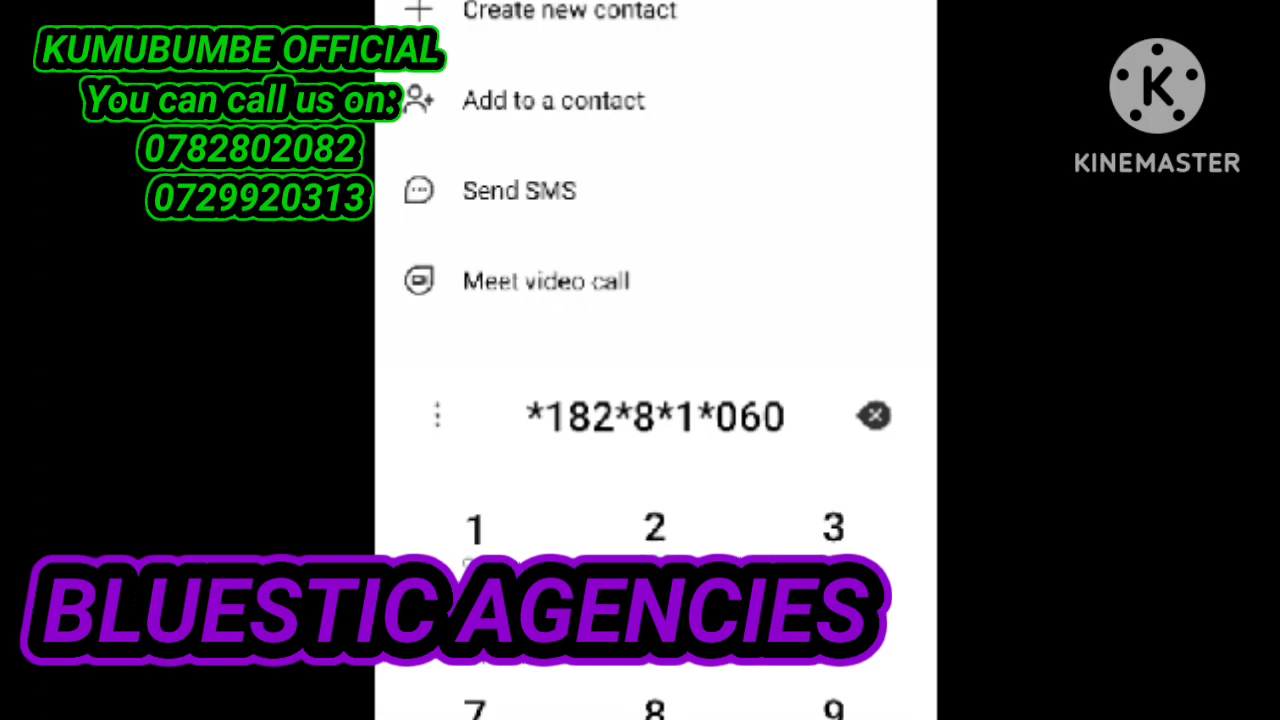 KUMUBUMBE OFFICIAL
You can call us on:
0782802082
0729920313
Create new contact
Add to a contact
Send SMS
Meet video call
K
KINEMASTER
*182*8*1*060
1 2 3
BLUESTIC AGENCIES
7 8 9